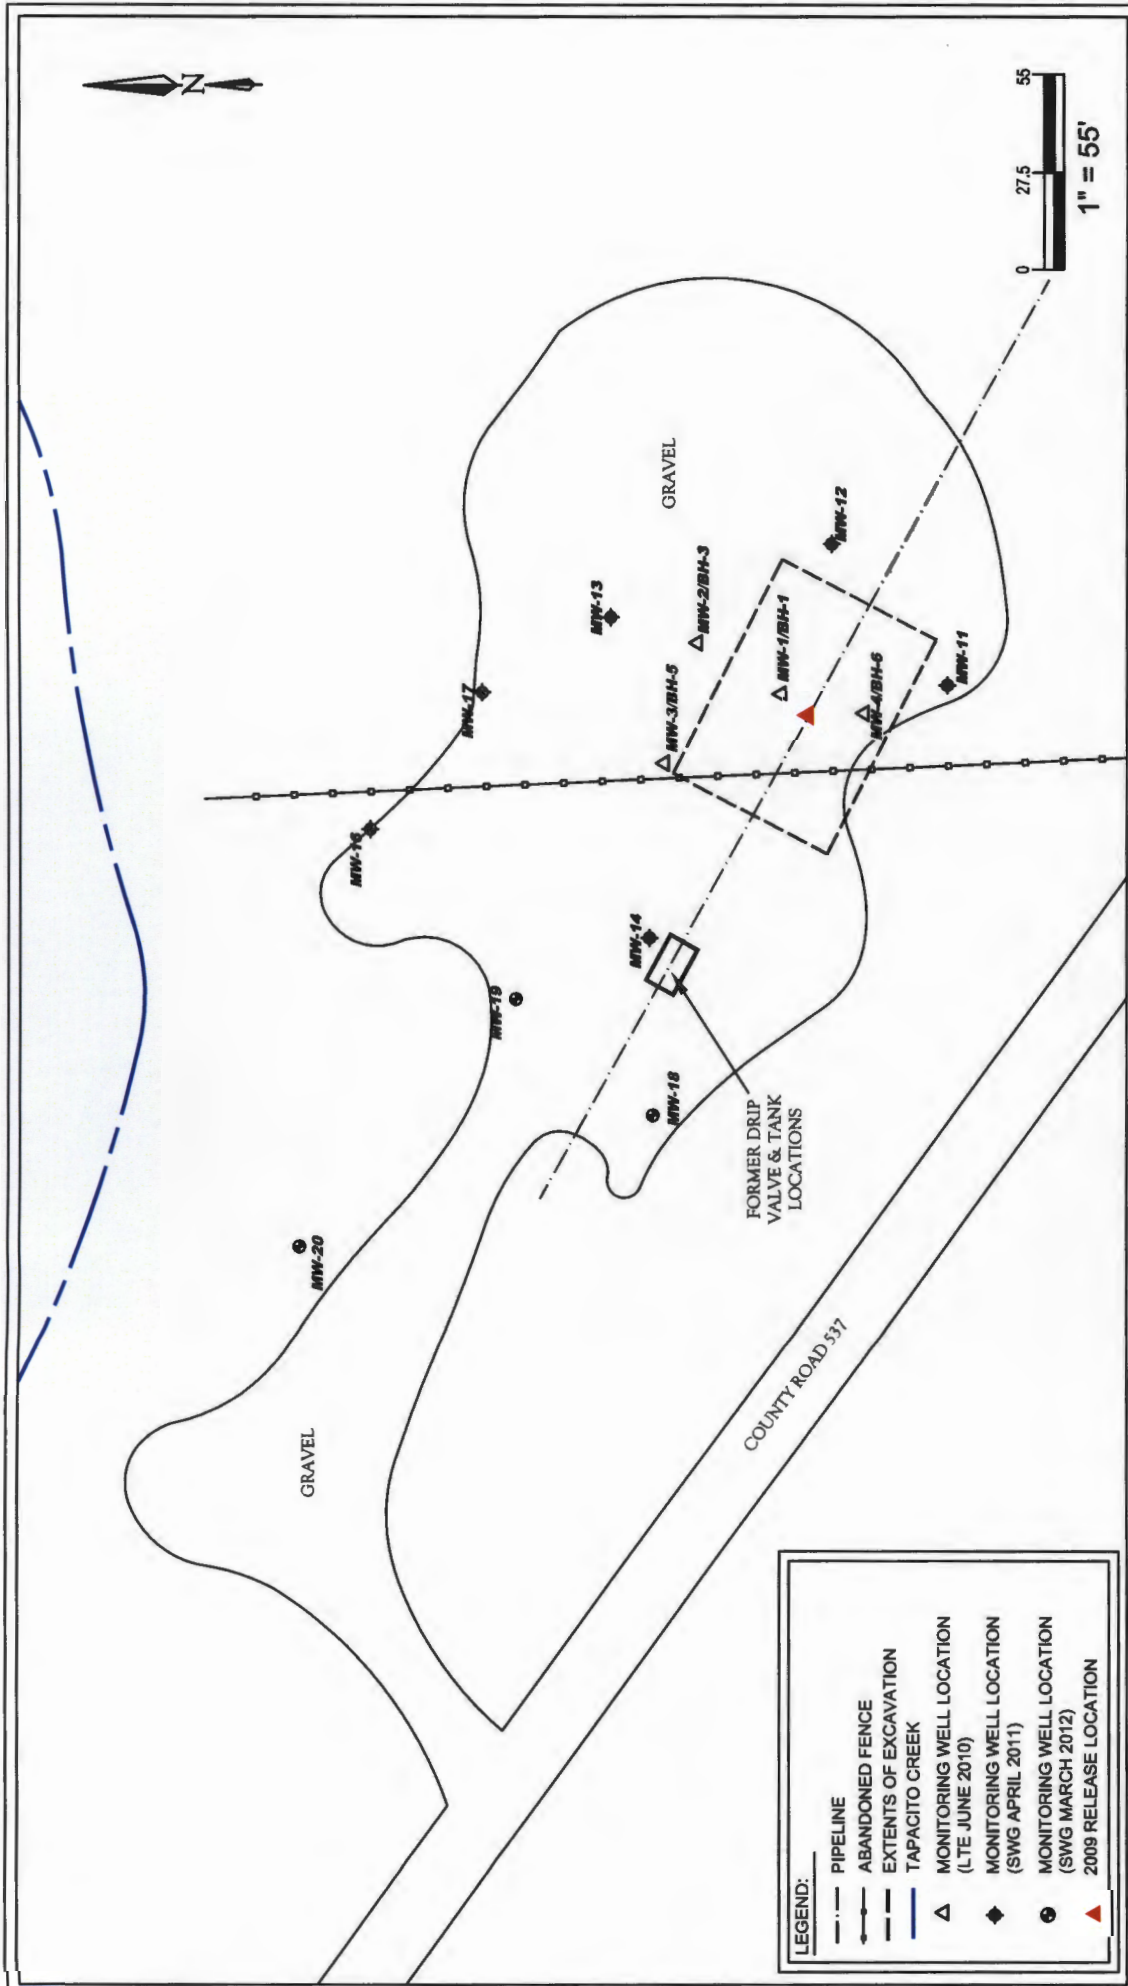 N
MW-20
MW-16
MW-17
MW-19
MW-13
MW-14
MW-3/BH-5
MW-2/BH-3
GRAVEL
MW-18
MW-1/BH-1
MW-12
MW-4/BH-6
MW-11
GRAVEL
FORMER DRIP
VALVE & TANK
LOCATIONS
COUNTY ROAD 537
0
27.5
55
1" = 55'
LEGEND:
PIPELINE
ABANDONED FENCE
EXTENTS OF EXCAVATION
TAPACITO CREEK
MONITORING WELL LOCATION
(LTE JUNE 2010)
MONITORING WELL LOCATION
(SWG APRIL 2011)
MONITORING WELL LOCATION
(SWG MARCH 2012)
2009 RELEASE LOCATION